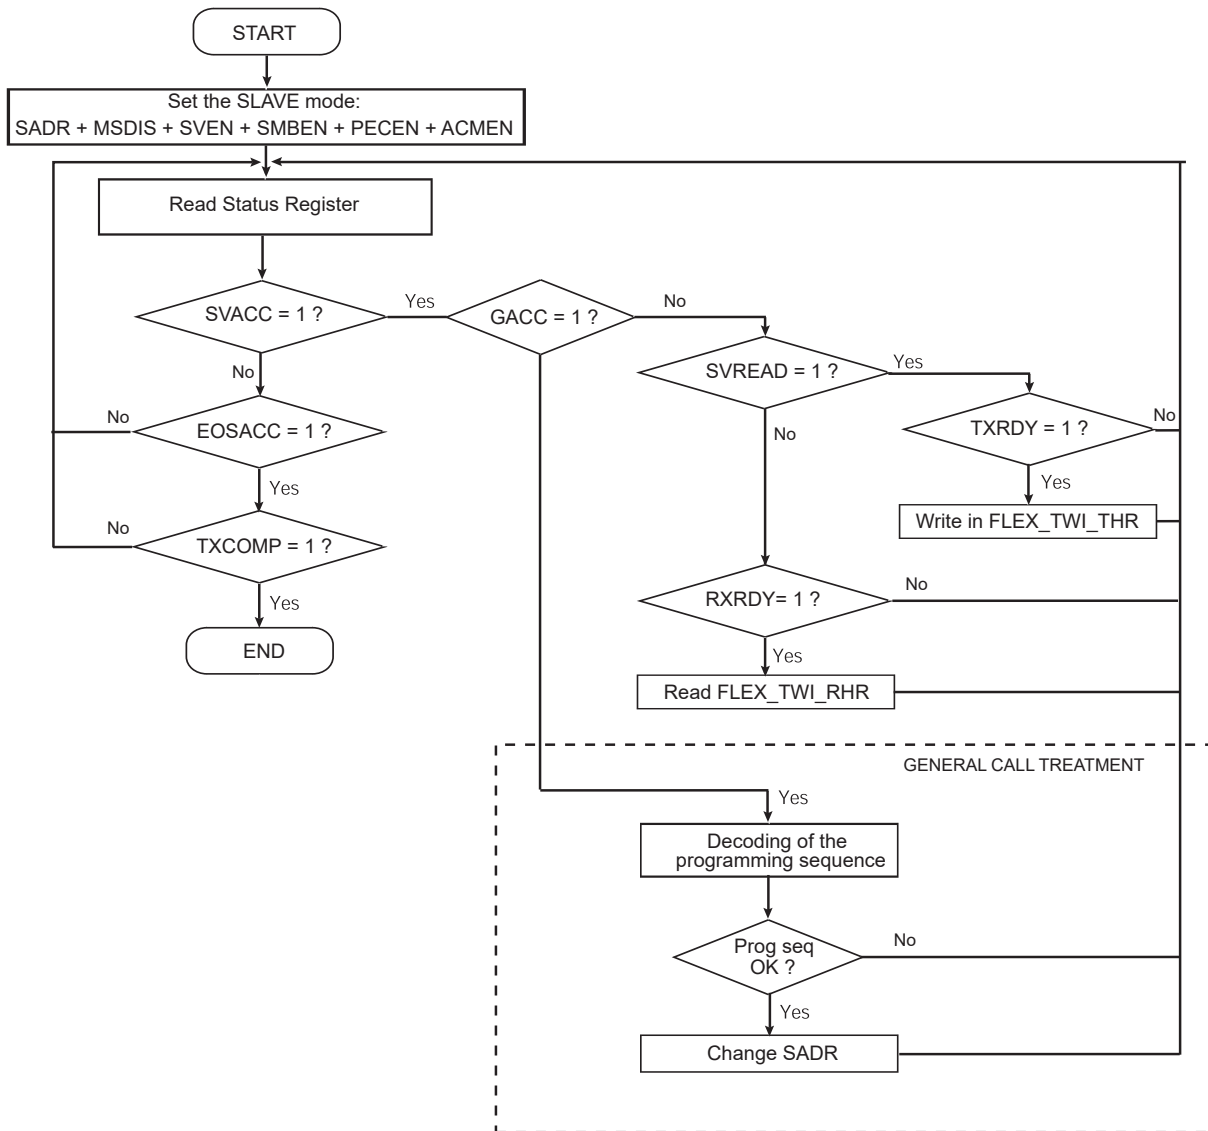 START
Set the SLAVE mode:
SADR + MSDIS + SVEN + SMBEN + PECEN + ACMEN
Read Status Register
SVACC = 1 ?
Yes
GACC = 1 ?
No
SVREAD = 1 ?
Yes
No
EOSACC = 1 ?
No
No
TXRDY = 1 ?
No
Yes
Yes
Write in FLEX_TWI_THR
TXCOMP = 1 ?
No
Yes
RXRDY= 1 ?
No
END
Yes
Read FLEX_TWI_RHR
GENERAL CALL TREATMENT
Yes
Decoding of the
programming sequence
Prog seq
OK ?
No
Yes
Change SADR